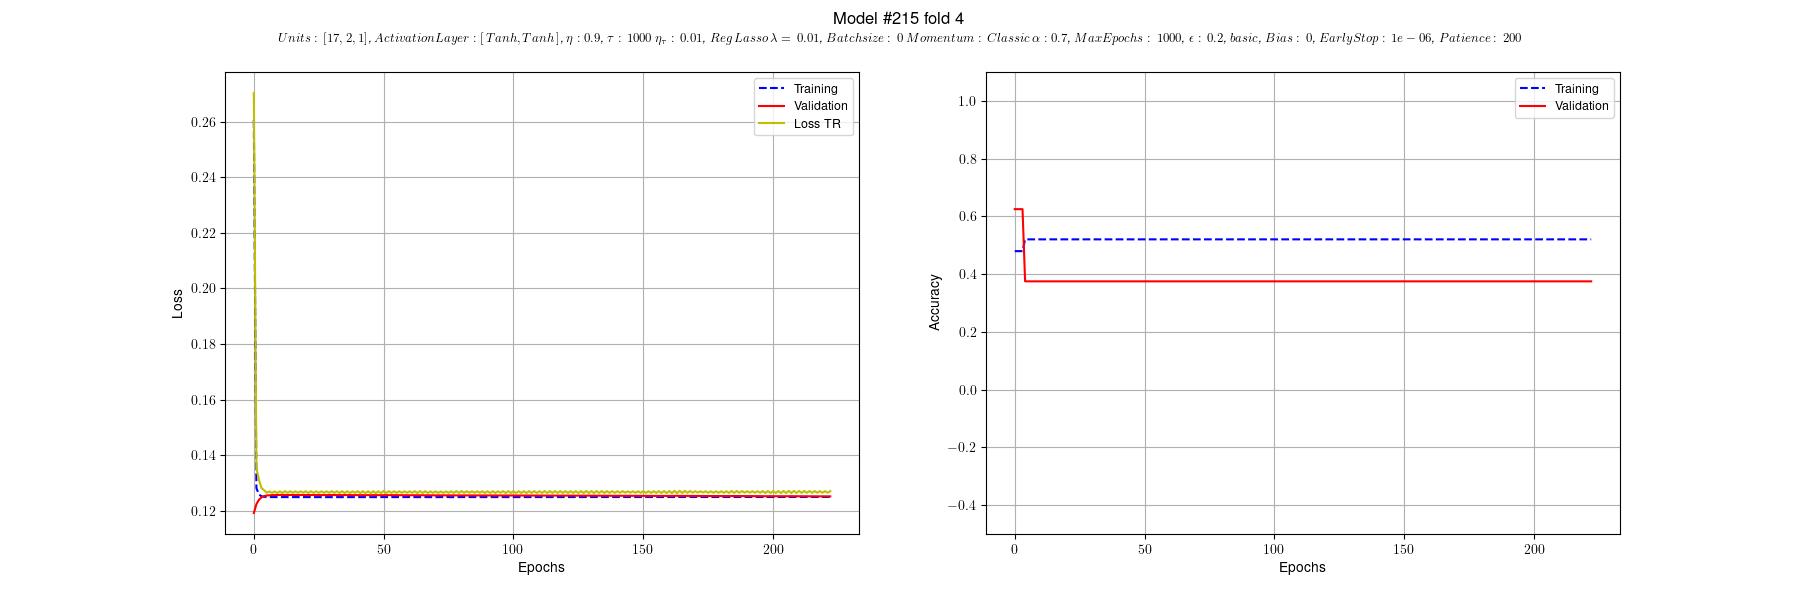 Model #215 fold 4
Units : [17, 2, 1], ActivationLayer : [Tanh, Tanh], η : 0.9, τ : 1000 η_τ : 0.01, Reg Lasso λ = 0.01, Batchsize : 0 Momentum : Classic α : 0.7, MaxEpochs : 1000, ϵ : 0.2, basic, Bias : 0, EarlyStop : 1e − 06, Patience : 200
Training
Validation
Loss TR
0.26
0.24
0.22
0.20
0.18
0.16
0.14
0.12
Loss
0 50 100 150 200
Epochs
Training
Validation
1.0
0.8
0.6
0.4
0.2
0.0
−0.2
−0.4
Accuracy
0 50 100 150 200
Epochs